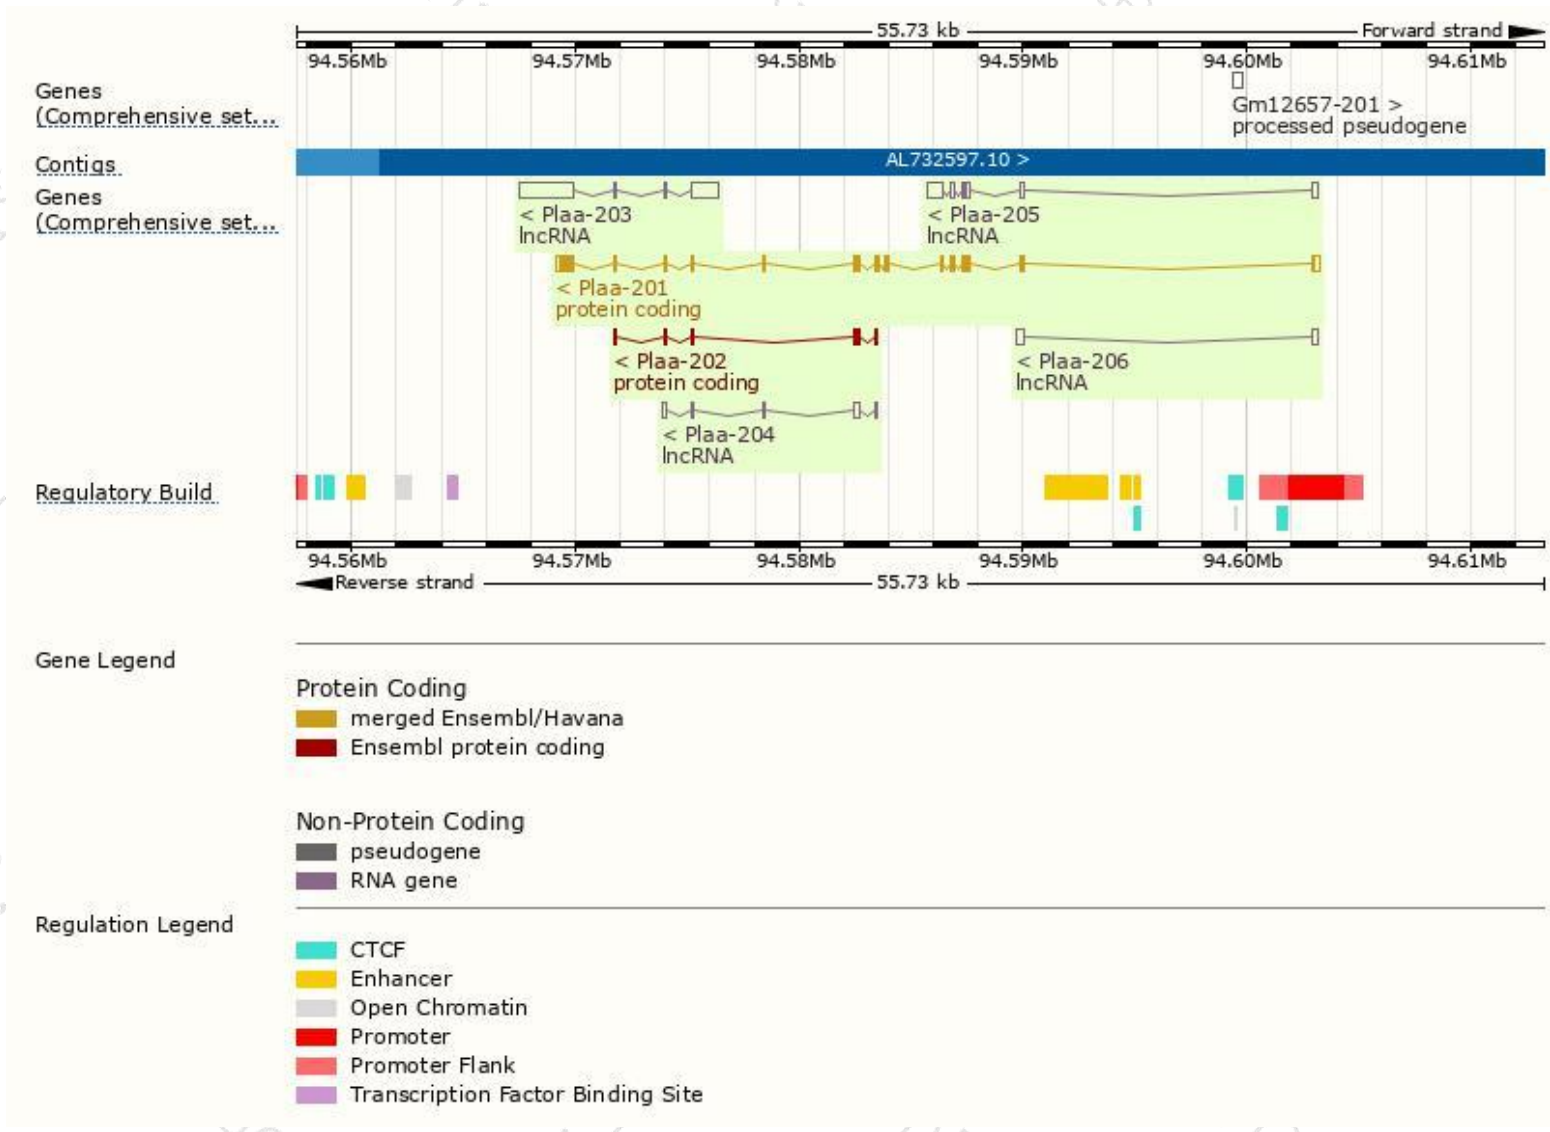 55.73 kb
Forward strand
94.56Mb 94.57Mb 94.58Mb 94.59Mb 94.60Mb 94.61Mb
Genes
(Comprehensive set...
Gm12657-201 >
processed pseudogene
Contigs
AL732597.10 >
Genes
(Comprehensive set...
< Plaa-203
lncRNA
< Plaa-205
lncRNA
< Plaa-201
protein coding
< Plaa-202
protein coding
< Plaa-206
lncRNA
< Plaa-204
lncRNA
Regulatory Build
94.56Mb 94.57Mb 94.58Mb 94.59Mb 94.60Mb 94.61Mb
Reverse strand
55.73 kb
Gene Legend
Protein Coding
merged Ensembl/Havana
Ensembl protein coding
Non-Protein Coding
pseudogene
RNA gene
Regulation Legend
CTCF
Enhancer
Open Chromatin
Promoter
Promoter Flank
Transcription Factor Binding Site